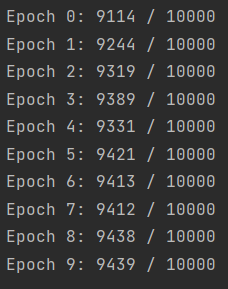 Epoch 0: 9114 / 10000
Epoch 1: 9244 / 10000
Epoch 2: 9319 / 10000
Epoch 3: 9389 / 10000
Epoch 4: 9331 / 10000
Epoch 5: 9421 / 10000
Epoch 6: 9413 / 10000
Epoch 7: 9412 / 10000
Epoch 8: 9438 / 10000
Epoch 9: 9439 / 10000